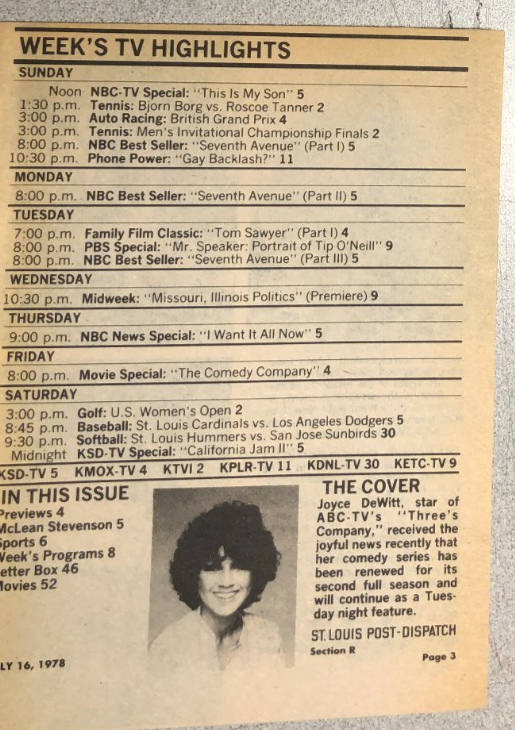 WEEK'S TV HIGHLIGHTS
SUNDAY
Noon NBC-TV Special: "This Is My Son" 5
1:30 p.m. Tennis: Bjorn Borg vs. Roscoe Tanner 2
3:00 p.m. Auto Racing: British Grand Prix 4
3:00 p.m. Tennis: Men's Invitational Championship Finals 2
8:00 p.m. NBC Best Seller: "Seventh Avenue" (Part I) 5
10:30 p.m. Phone Power: "Gay Backlash?" 11
MONDAY
8:00 p.m. NBC Best Seller: "Seventh Avenue" (Part II) 5
TUESDAY
7:00 p.m. Family Film Classic: "Tom Sawyer" (Part I) 4
8:00 p.m. PBS Special: "Mr. Speaker: Portrait of Tip O'Neill" 9
8:00 p.m. NBC Best Seller: "Seventh Avenue" (Part III) 5
WEDNESDAY
10:30 p.m. Midweek: "Missouri, Illinois Politics" (Premiere) 9
THURSDAY
9:00 p.m. NBC News Special: "I Want It All Now" 5
FRIDAY
8:00 p.m. Movie Special: "The Comedy Company" 4
SATURDAY
3:00 p.m. Golf: U.S. Women's Open 2
8:45 p.m. Baseball: St. Louis Cardinals vs. Los Angeles Dodgers 5
9:30 p.m. Softball: St. Louis Hummers vs. San Jose Sunbirds 30
Midnight KSD-TV Special: "California Jam II" 5
KSD-TV 5 KMOX-TV 4 KTVI 2 KPLR-TV 11 KDNL-TV 30 KETC-TV 9
IN THIS ISSUE
Previews 4
McLean Stevenson 5
Sports 6
Week's Programs 8
etter Box 46
ovies 52
LY 16, 1978
THE COVER
Joyce DeWitt, star of
ABC-TV's "Three's
Company," received the
joyful news recently that
her comedy series has
been renewed for its
second full season and
will continue as a Tues-
day night feature.
ST. LOUIS POST-DISPATCH
Section R Page 3